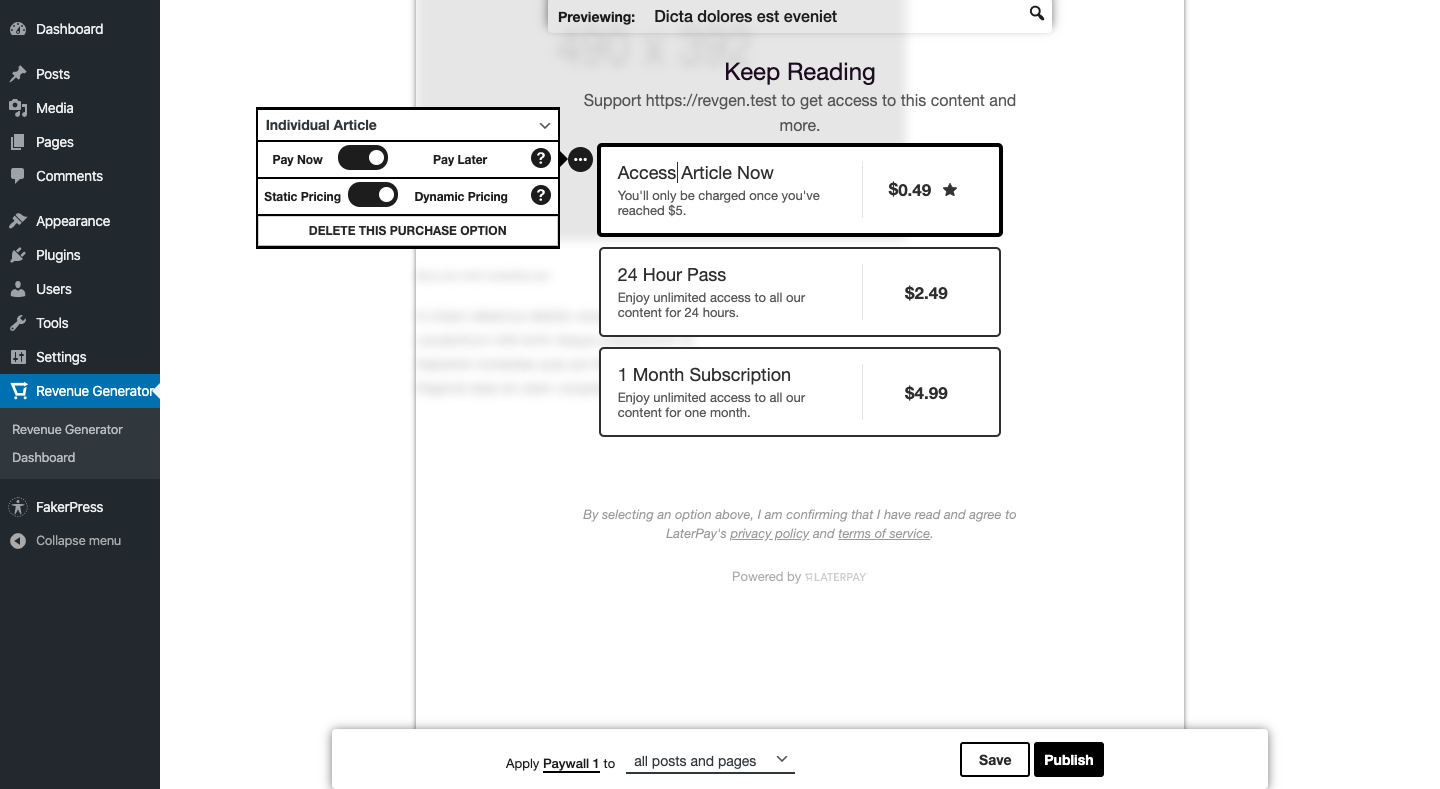 Dashboard
Posts
Media
Pages
Comments
Appearance
Plugins
Users
Tools
Settings
Revenue Generator
Revenue Generator
Dashboard
FakerPress
Collapse menu
Previewing: Dicta dolores est eveniet
Keep Reading
Support https://revgen.test to get access to this content and
more.
Individual Article
Pay Now Pay Later ?
Static Pricing Dynamic Pricing ?
DELETE THIS PURCHASE OPTION
Access Article Now
You'll only be charged once you've
reached $5.
$0.49
24 Hour Pass
Enjoy unlimited access to all our
content for 24 hours.
$2.49
1 Month Subscription
Enjoy unlimited access to all our
content for one month.
$4.99
By selecting an option above, I am confirming that I have read and agree to
LaterPay's privacy policy and terms of service.
Powered by LATERPAY
Apply Paywall 1 to all posts and pages
Save
Publish